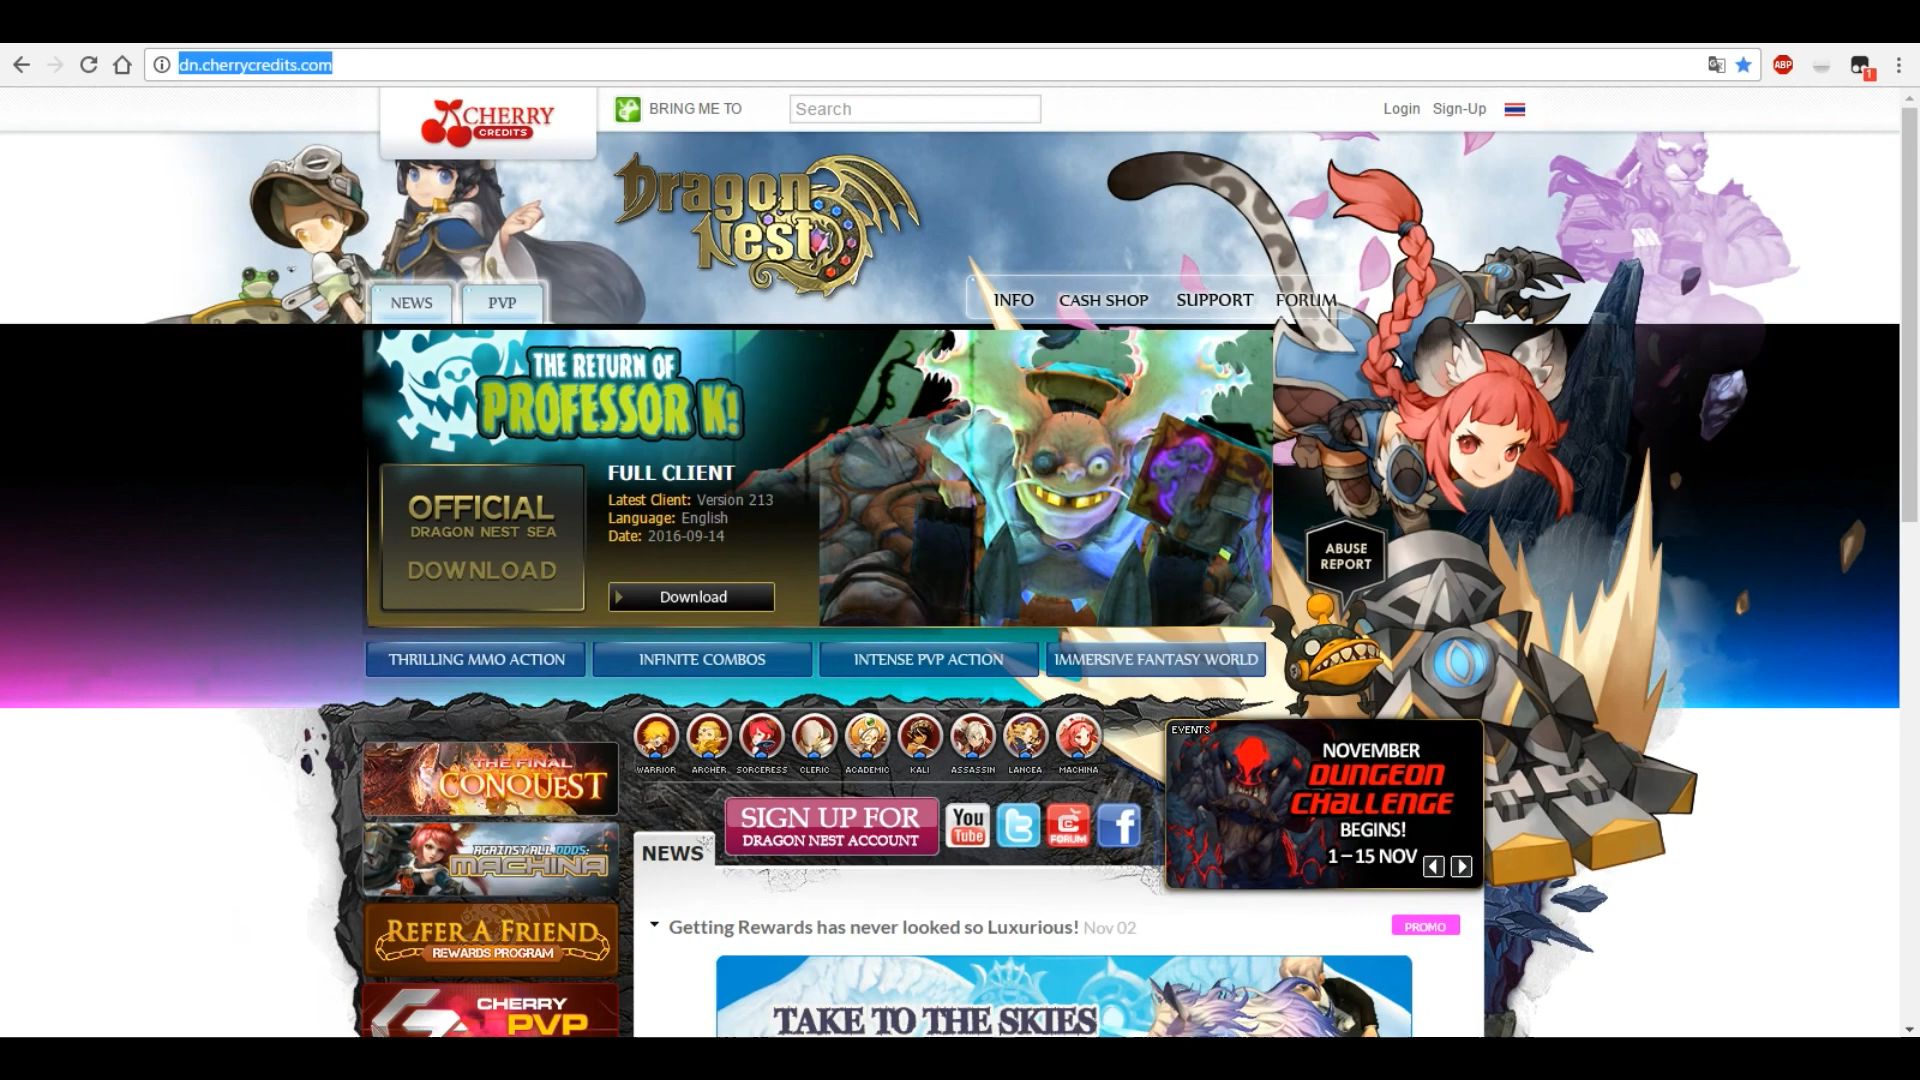 dn.cherrycredits.com
ABP
1
CHERRY
CREDITS
BRING ME TO
Search
Login
Sign-Up
Dragon
Nest
NEWS
PVP
INFO
CASH SHOP
SUPPORT
FORUM
THE RETURN OF
PROFESSOR K!
OFFICIAL
DRAGON NEST SEA
DOWNLOAD
FULL CLIENT
Latest Client: Version 213
Language: English
Date: 2016-09-14
Download
ABUSE
REPORT
THRILLING MMO ACTION
INFINITE COMBOS
INTENSE PVP ACTION
IMMERSIVE FANTASY WORLD
THE FINAL
CONQUEST
AGAINST ALL ODDS:
MACHINA
REFER A FRIEND
REWARDS PROGRAM
CHERRY
PVP
WARRIOR
ARCHER
SORCERESS
CLERIC
ACADEMIC
KALI
ASSASSIN
LANCEA
MACHINA
SIGN UP FOR
DRAGON NEST ACCOUNT
You
Tube
FORUM
EVENTS
NOVEMBER
DUNGEON
CHALLENGE
BEGINS!
1 – 15 NOV
NEWS
Getting Rewards has never looked so Luxurious! Nov 02
PROMO
TAKE TO THE SKIES